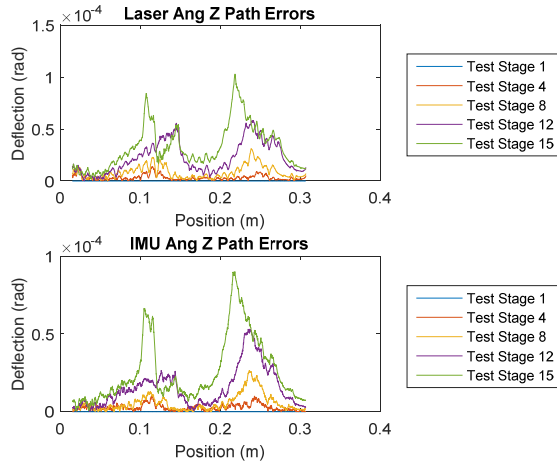 Laser Ang Z Path Errors
×10⁻⁴
1.5
1
0.5
0
Deflection (rad)
0 0.1 0.2 0.3 0.4
Position (m)
Test Stage 1
Test Stage 4
Test Stage 8
Test Stage 12
Test Stage 15
IMU Ang Z Path Errors
×10⁻⁴
1
0.5
0
Deflection (rad)
0 0.1 0.2 0.3 0.4
Position (m)
Test Stage 1
Test Stage 4
Test Stage 8
Test Stage 12
Test Stage 15